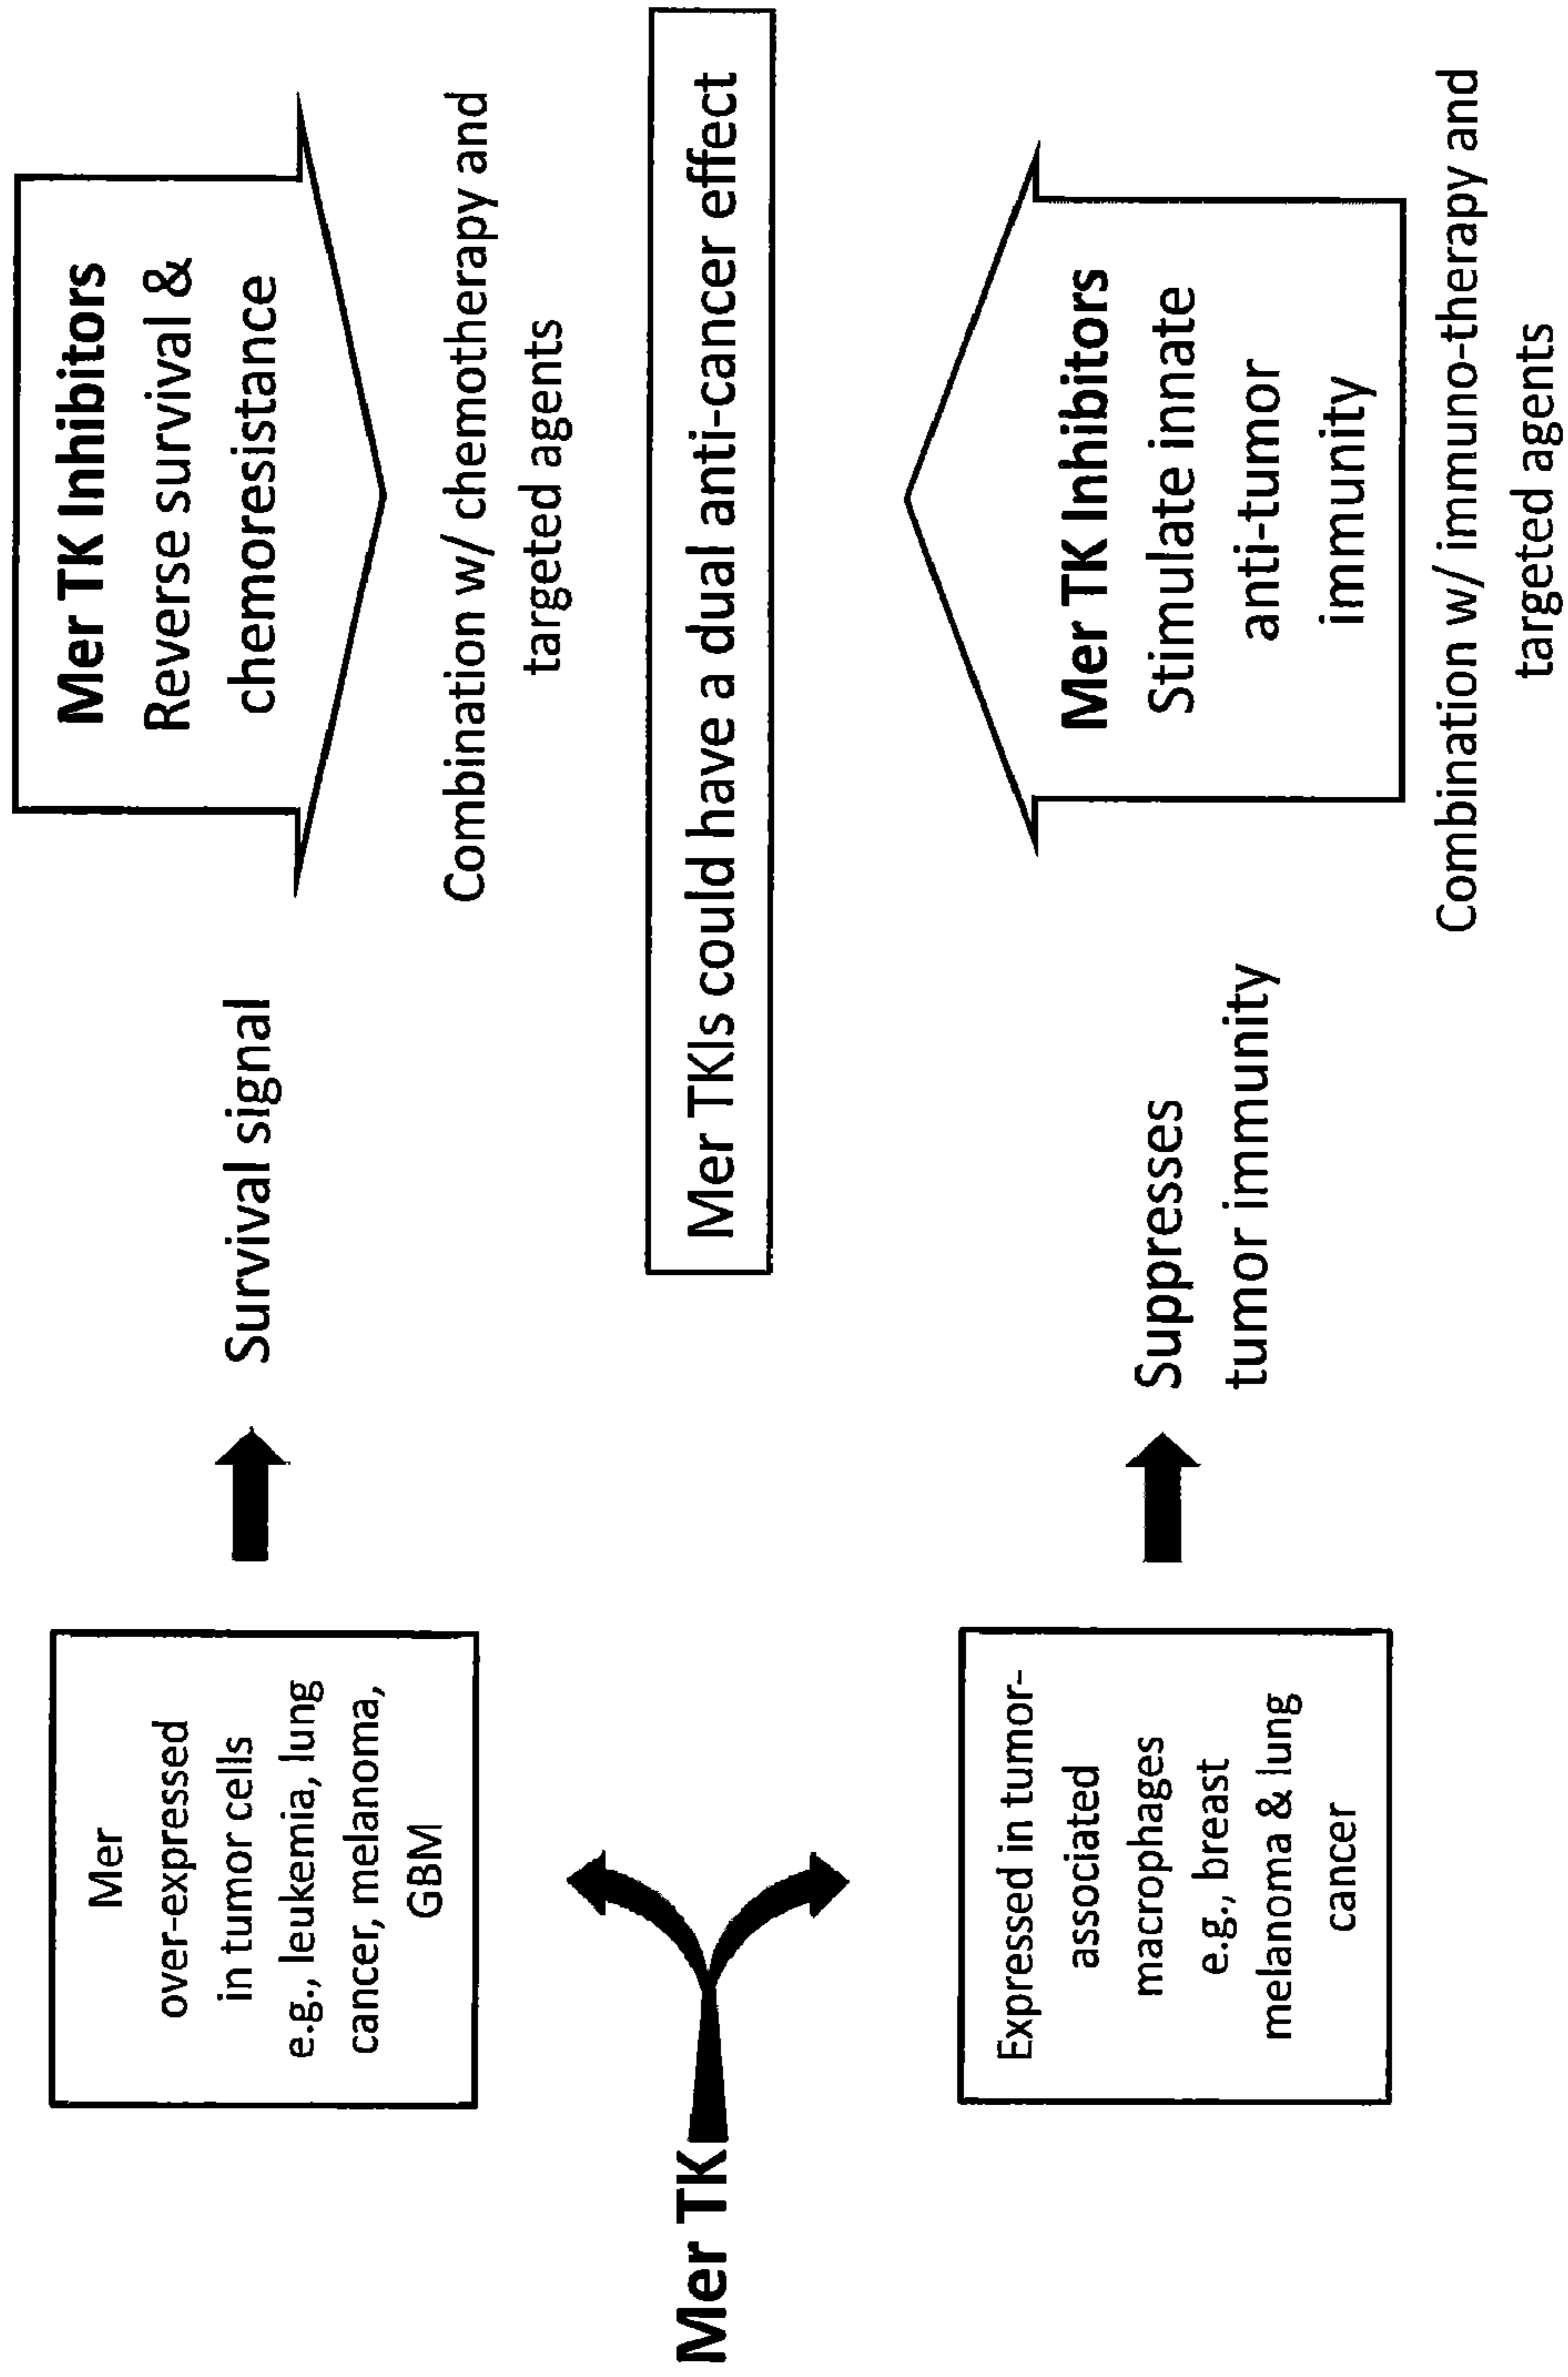 Mer TK
Mer
over-expressed
in tumor cells
e.g., leukemia, lung
cancer, melanoma,
GBM
Survival signal
Mer TK Inhibitors
Reverse survival &
chemoresistance
Combination w/ chemotherapy and
targeted agents
Mer TKIs could have a dual anti-cancer effect
Expressed in tumor-
associated
macrophages
e.g., breast
melanoma & lung
cancer
Suppresses
tumor immunity
Mer TK Inhibitors
Stimulate innate
anti-tumor
immunity
Combination w/ immuno-therapy and
targeted agents